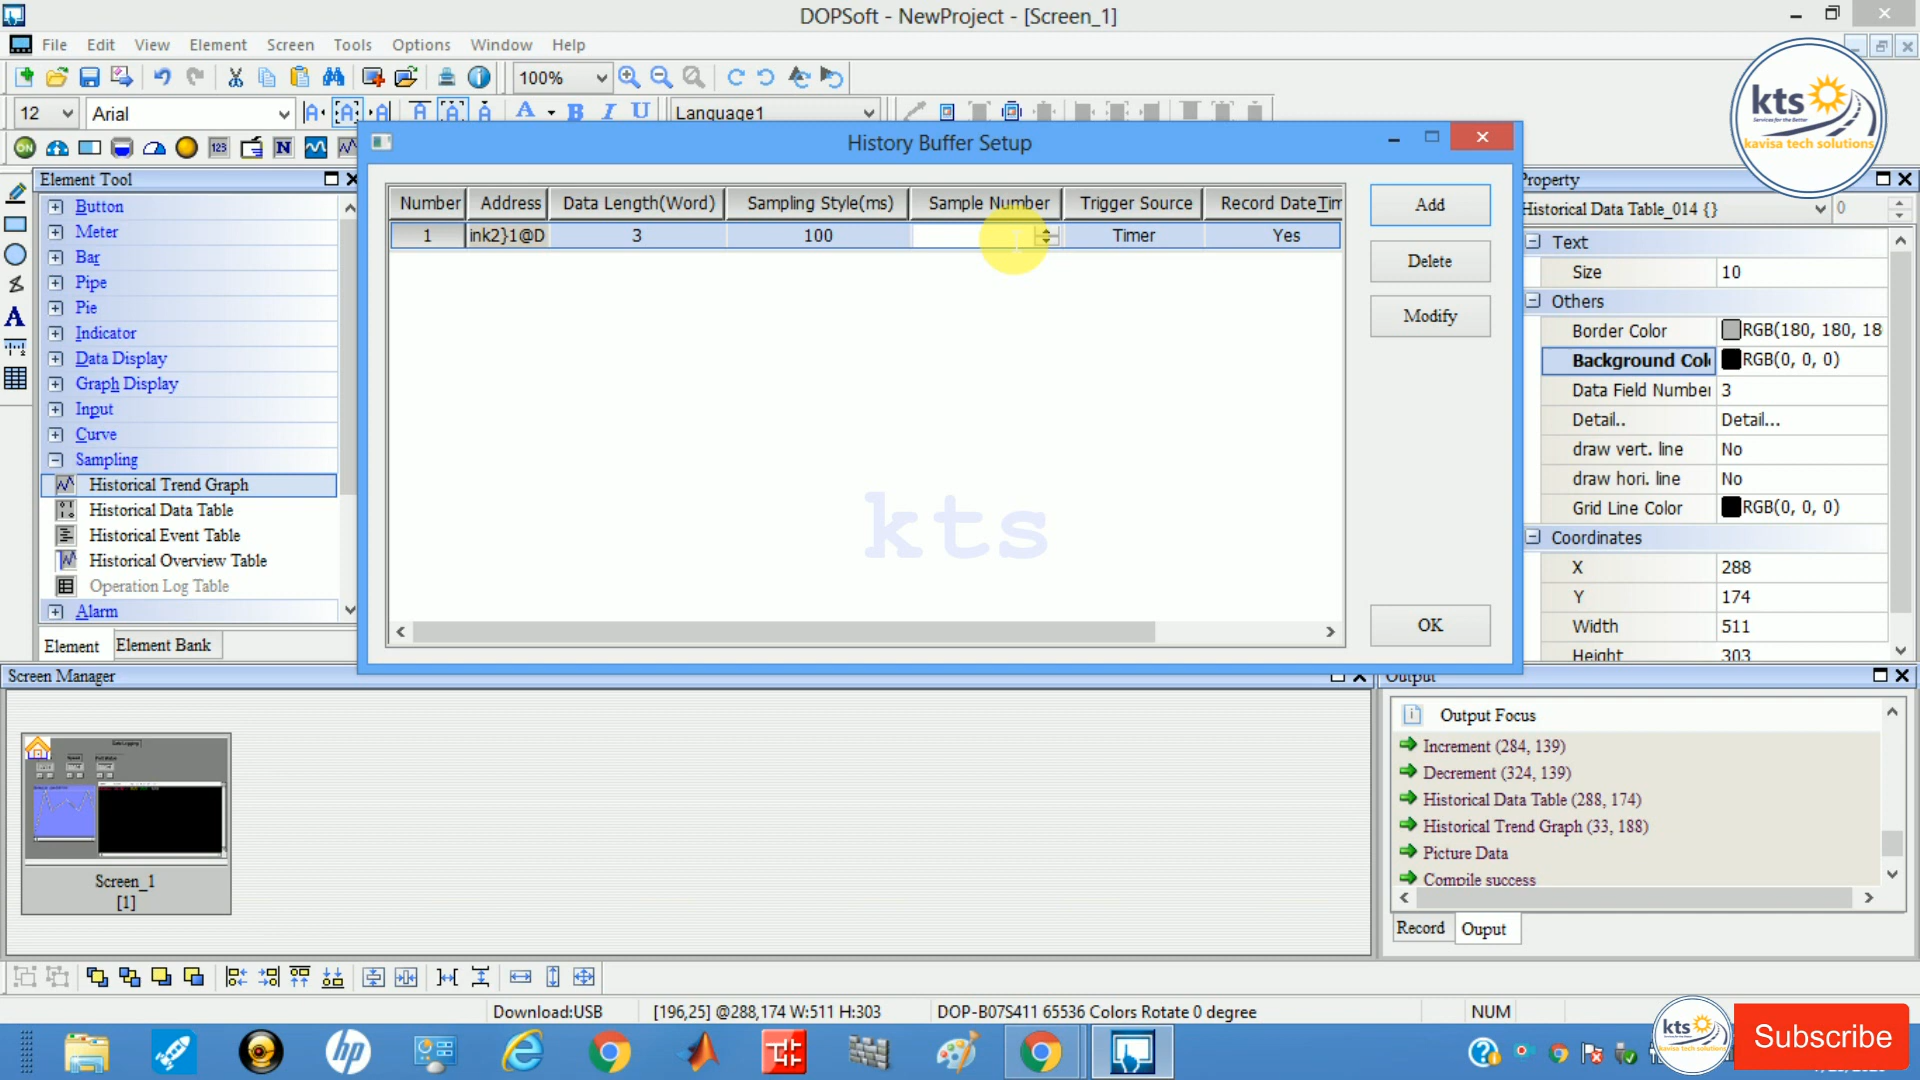 DOPSoft - NewProject - [Screen_1]
File Edit View Element Screen Tools Options Window Help
100%
12 Arial Language1
kts
Services for the Better
kavisa tech solutions
History Buffer Setup
Element Tool
Button
Meter
Bar
Pipe
Pie
Indicator
Data Display
Graph Display
Input
Curve
Sampling
Historical Trend Graph
Historical Data Table
Historical Event Table
Historical Overview Table
Operation Log Table
Alarm
Element Element Bank
Number Address Data Length(Word) Sampling Style(ms) Sample Number Trigger Source Record DateTim
1 ink2}1@D 3 100 Timer Yes
Add
Delete
Modify
OK
kts
Property
Historical Data Table_014 {} 0
Text
Size 10
Others
Border Color RGB(180, 180, 18
Background Col RGB(0, 0, 0)
Data Field Number 3
Detail.. Detail...
draw vert. line No
draw hori. line No
Grid Line Color RGB(0, 0, 0)
Coordinates
X 288
Y 174
Width 511
Height 303
Screen Manager
Screen_1
[1]
Output
Output Focus
Increment (284, 139)
Decrement (324, 139)
Historical Data Table (288, 174)
Historical Trend Graph (33, 188)
Picture Data
Compile success
Record Ouput
Download:USB [196,25] @288,174 W:511 H:303 DOP-B07S411 65536 Colors Rotate 0 degree NUM
hp
kts
kavisa tech solutions
Subscribe